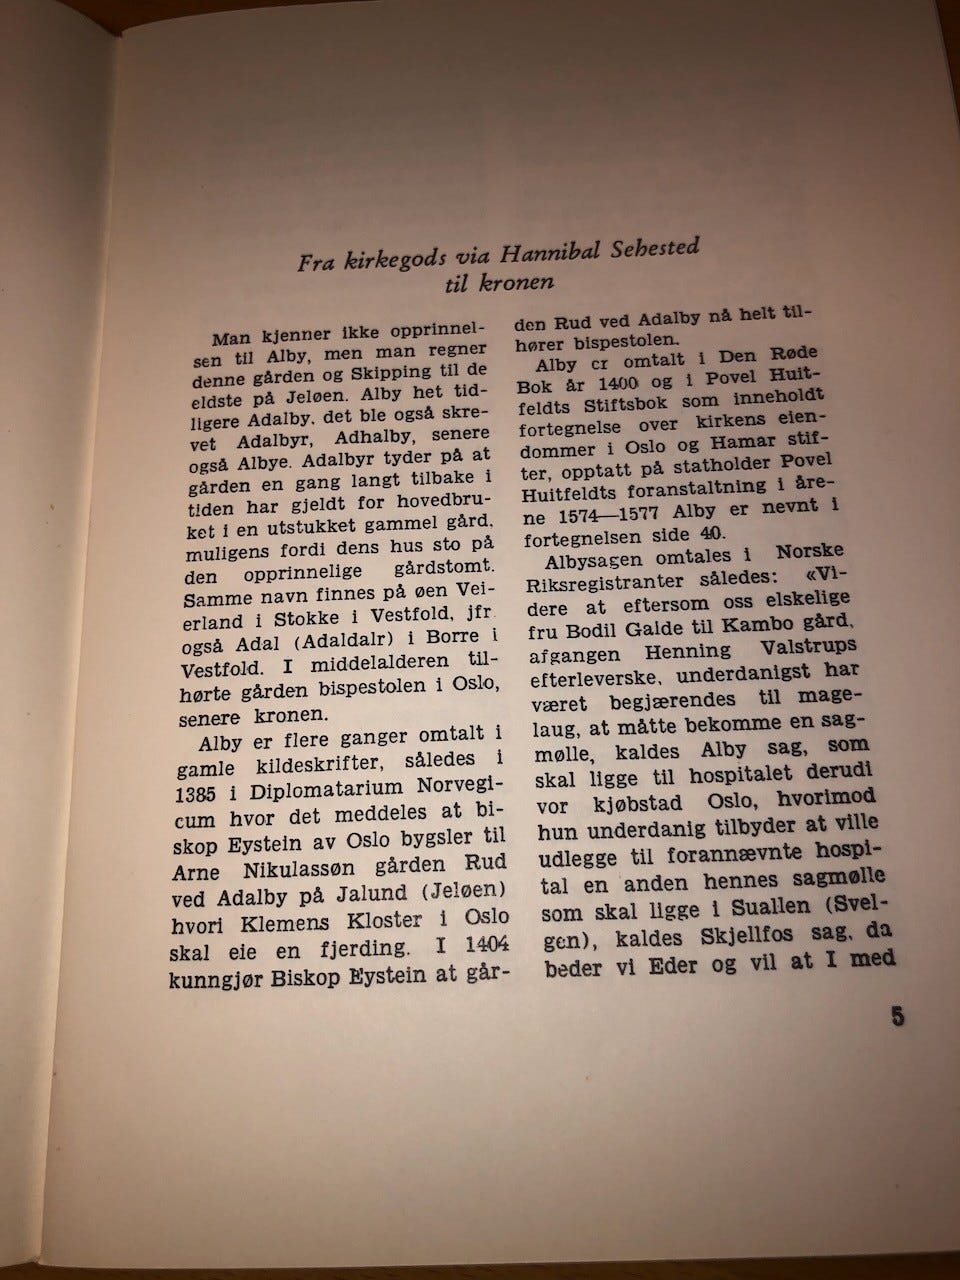 Fra kirkegods via Hannibal Sehested
til kronen
Man kjenner ikke opprinnel-
sen til Alby, men man regner
denne gården og Skipping til de
eldste på Jeløen. Alby het tid-
ligere Adalby. det ble også skre-
vet Adalbyr, Adhalby, senere
også Albye. Adalbyr tyder på at
gården en gang langt tilbake i
tiden har gjeldt for hovedbru-
ket i en utstukket gammel gård,
muligens fordi dens hus sto på
den opprinnelige gårdstomt.
Samme navn finnes på øen Vei-
erland i Stokke i Vestfold, jfr.
også Adal (Adaldalr) i Borre i
Vestfold. I middelalderen til-
hørte gården bispestolen i Oslo,
senere kronen.
Alby er flere ganger omtalt i
gamle kildeskrifter, således i
1385 i Diplomatarium Norvegi-
cum hvor det meddeles at bi-
skop Eystein av Oslo bygsler til
Arne Nikulassøn gården Rud
ved Adalby på Jalund (Jeløen)
hvori Klemens Kloster i Oslo
skal eie en fjerding. I 1404
kunngjør Biskop Eystein at går-
den Rud ved Adalby nå helt til-
hører bispestolen.
Alby er omtalt i Den Røde
Bok år 1400 og i Povel Huit-
feldts Stiftsbok som inneholdt
fortegnelse over kirkens eien-
dommer i Oslo og Hamar stif-
ter, opptatt på statholder Povel
Huitfeldts foranstaltning i åre-
ne 1574—1577 Alby er nevnt i
fortegnelsen side 40.
Albysagen omtales i Norske
Riksregistranter således: «Vi-
dere at eftersom oss elskelige
fru Bodil Galde til Kambo gård,
afgangen Henning Valstrups
efterleverske, underdanigst har
været begjærendes til mage-
laug, at måtte bekomme en sag-
mølle, kaldes Alby sag, som
skal ligge til hospitalet derudi
vor kjøbstad Oslo, hvorimod
hun underdanig tilbyder at ville
udlegge til forannævnte hospi-
tal en anden hennes sagmølle
som skal ligge i Suallen (Svel-
gen), kaldes Skjellfos sag, da
beder vi Eder og vil at I med
5